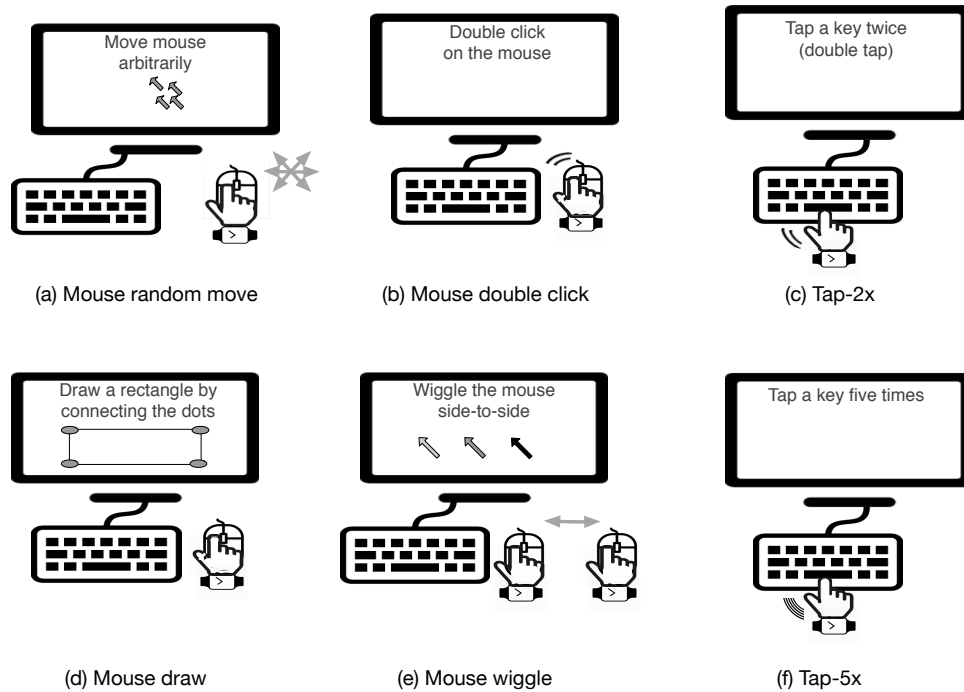 Move mouse
arbitrarily
Double click
on the mouse
Tap a key twice
(double tap)
(a) Mouse random move
(b) Mouse double click
(c) Tap-2x
Draw a rectangle by
connecting the dots
Wiggle the mouse
side-to-side
Tap a key five times
(d) Mouse draw
(e) Mouse wiggle
(f) Tap-5x